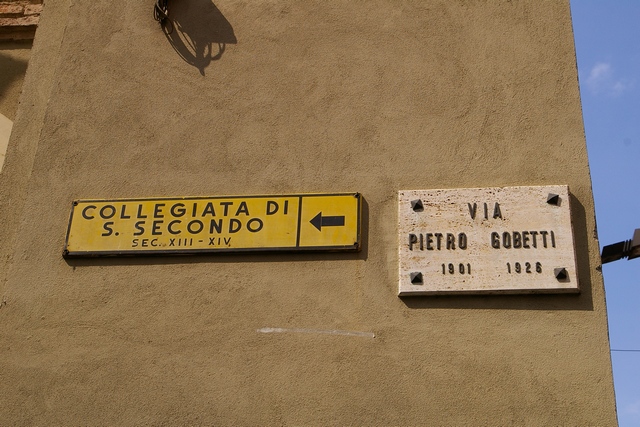 COLLEGIATA DI
S. SECONDO
SEC. XIII - XIV.
VIA
PIETRO GOBETTI
1901 1926